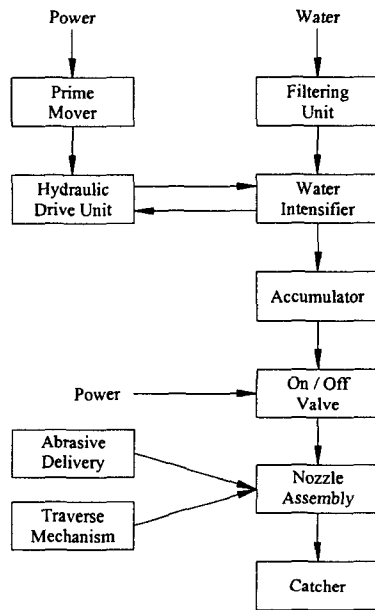 Power
Water
Prime
Mover
Filtering
Unit
Hydraulic
Drive Unit
Water
Intensifier
Accumulator
Power
On / Off
Valve
Abrasive
Delivery
Nozzle
Assembly
Traverse
Mechanism
Catcher